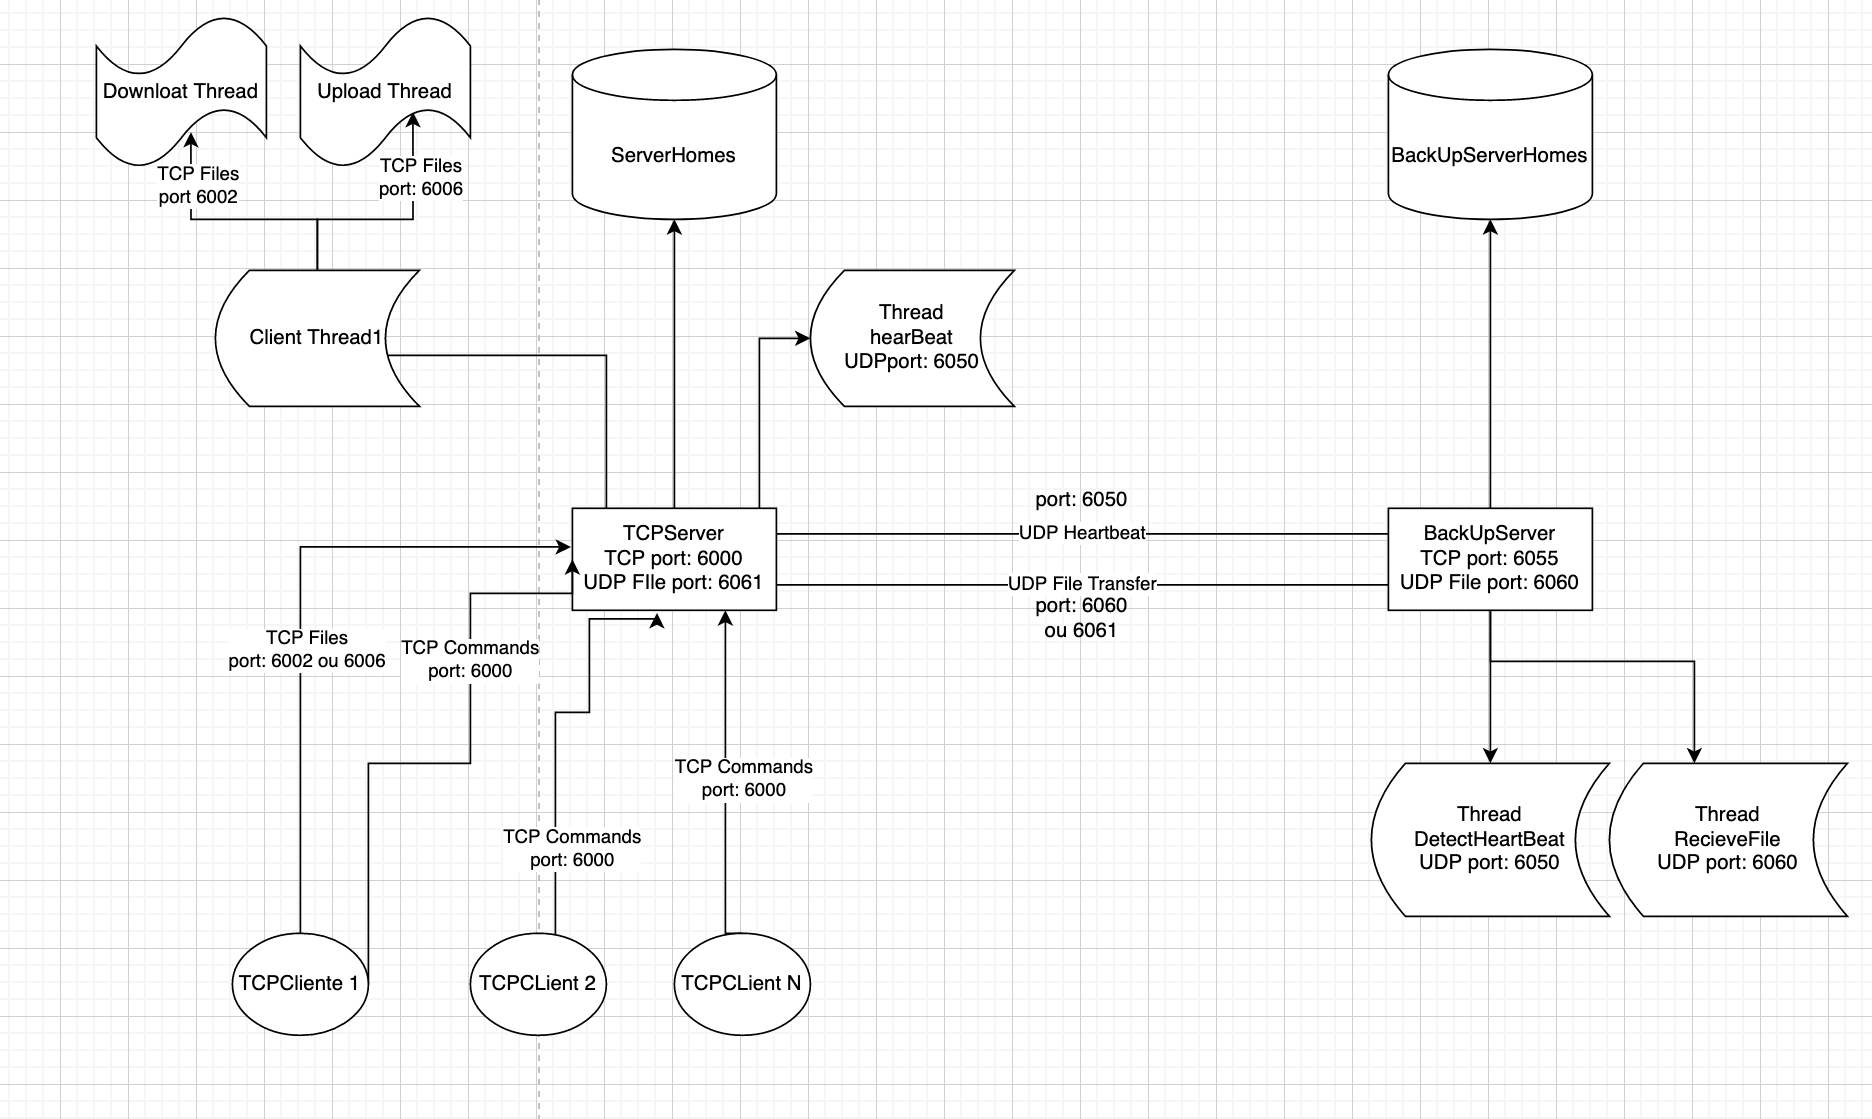 Downloat Thread
Upload Thread
TCP Files
port 6002
TCP Files
port: 6006
ServerHomes
BackUpServerHomes
Client Thread1
Thread
hearBeat
UDPport: 6050
TCPServer
TCP port: 6000
UDP FIle port: 6061
port: 6050
UDP Heartbeat
UDP File Transfer
port: 6060
ou 6061
BackUpServer
TCP port: 6055
UDP File port: 6060
TCP Files
port: 6002 ou 6006
TCP Commands
port: 6000
TCP Commands
port: 6000
TCP Commands
port: 6000
Thread
DetectHeartBeat
UDP port: 6050
Thread
RecieveFile
UDP port: 6060
TCPCliente 1
TCPCLient 2
TCPCLient N